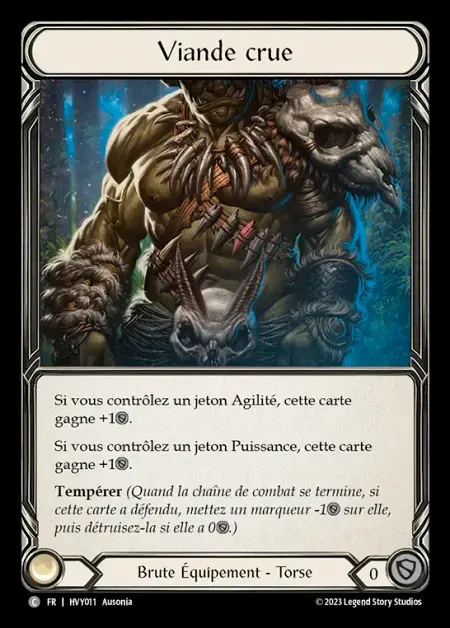 Viande crue
Si vous contrôlez un jeton Agilité, cette carte
gagne +1.
Si vous contrôlez un jeton Puissance, cette carte
gagne +1.
Tempérer (Quand la chaîne de combat se termine, si
cette carte a défendu, mettez un marqueur -1 sur elle,
puis détruisez-la si elle a 0.)
Brute Équipement - Torse
0
C FR | HVY011 Ausonia
© 2023 Legend Story Studios